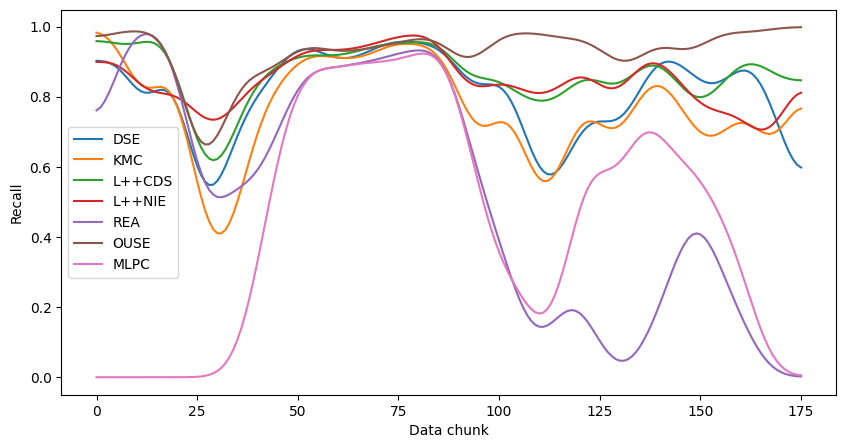 1.0
0.8
0.6
0.4
0.2
0.0
Recall
DSE
KMC
L++CDS
L++NIE
REA
OUSE
MLPC
0 25 50 75 100 125 150 175
Data chunk